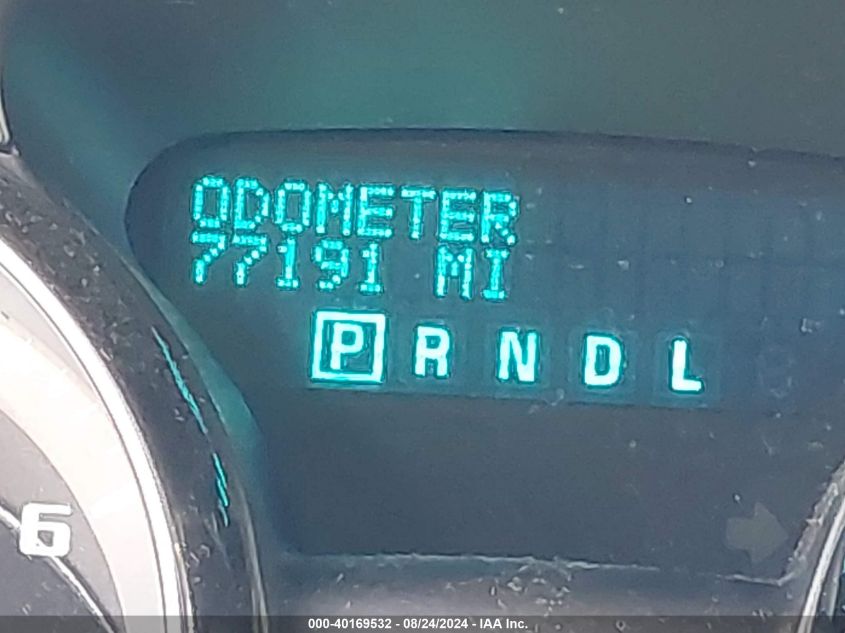 ODOMETER
77191 MI
P R N D L
6
000-40169532 - 08/24/2024 - IAA Inc.